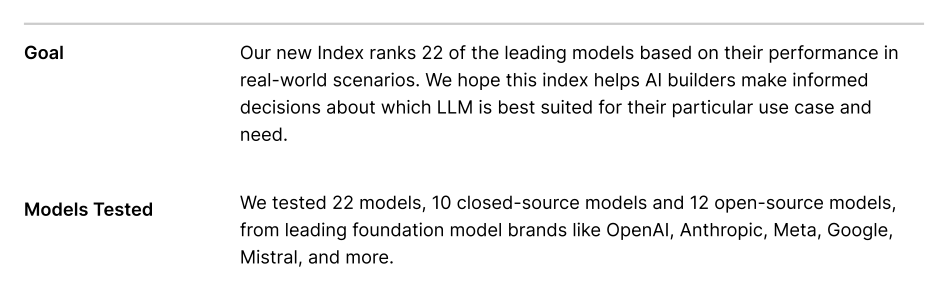 Goal
Our new Index ranks 22 of the leading models based on their performance in
real-world scenarios. We hope this index helps AI builders make informed
decisions about which LLM is best suited for their particular use case and
need.
Models Tested
We tested 22 models, 10 closed-source models and 12 open-source models,
from leading foundation model brands like OpenAI, Anthropic, Meta, Google,
Mistral, and more.